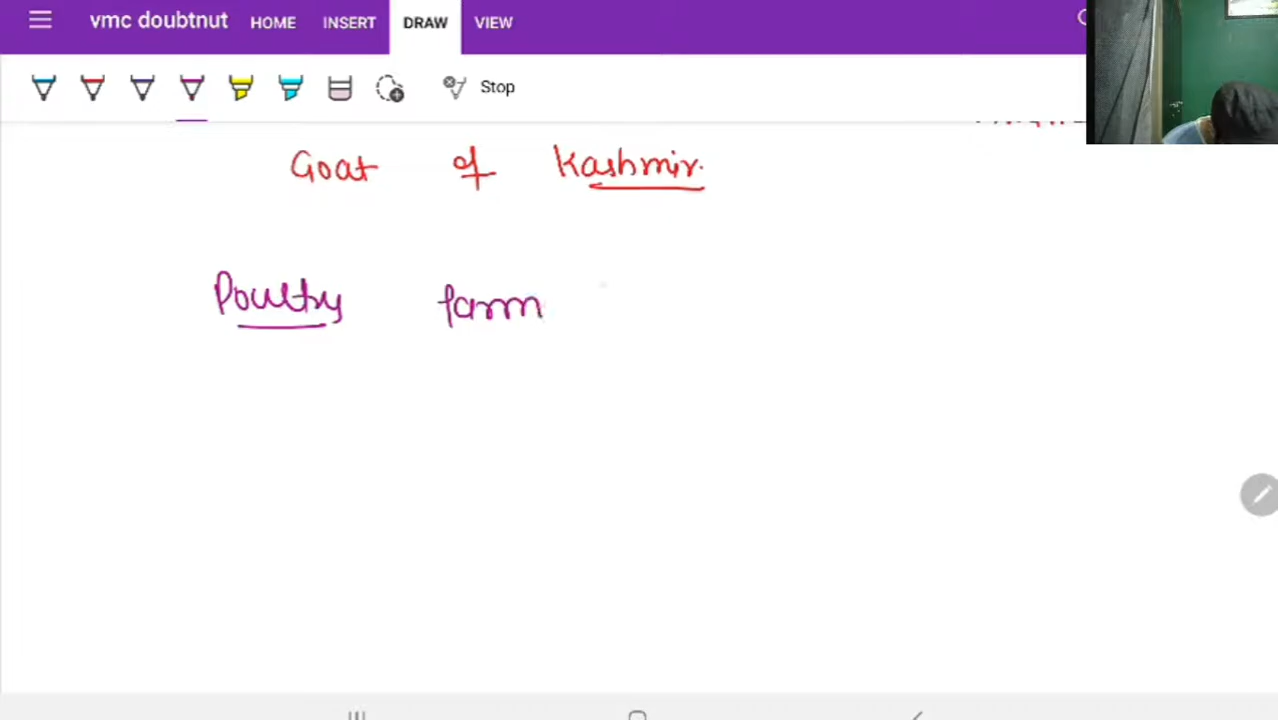 vmc doubtnut HOME INSERT DRAW VIEW
Stop
Goat of Kashmir.
Poultry farm